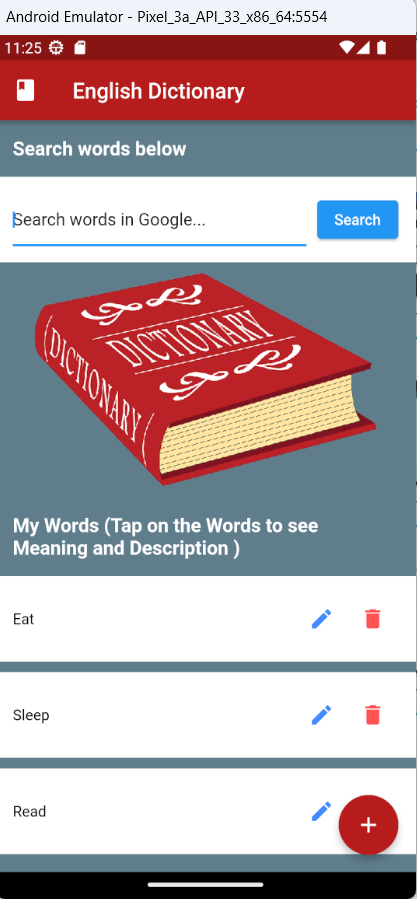 Android Emulator - Pixel_3a_API_33_x86_64:5554
11:25
English Dictionary
Search words below
Search words in Google...
Search
DICTIONARY
DICTIONARY
My Words (Tap on the Words to see
Meaning and Description )
Eat
Sleep
Read
+